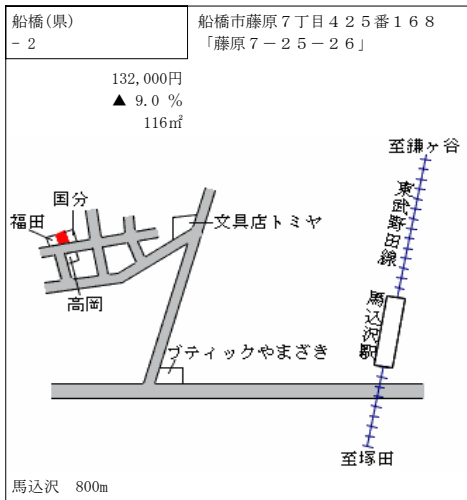 船橋(県)
－２
船橋市藤原７丁目４２５番１６８
「藤原７－２５－２６」
132,000円
▲ 9.0 %
116㎡
至鎌ヶ谷
東武野田線
国分
福田
文具店トミヤ
高岡
馬込沢駅
ブティックやまざき
至塚田
馬込沢　800m